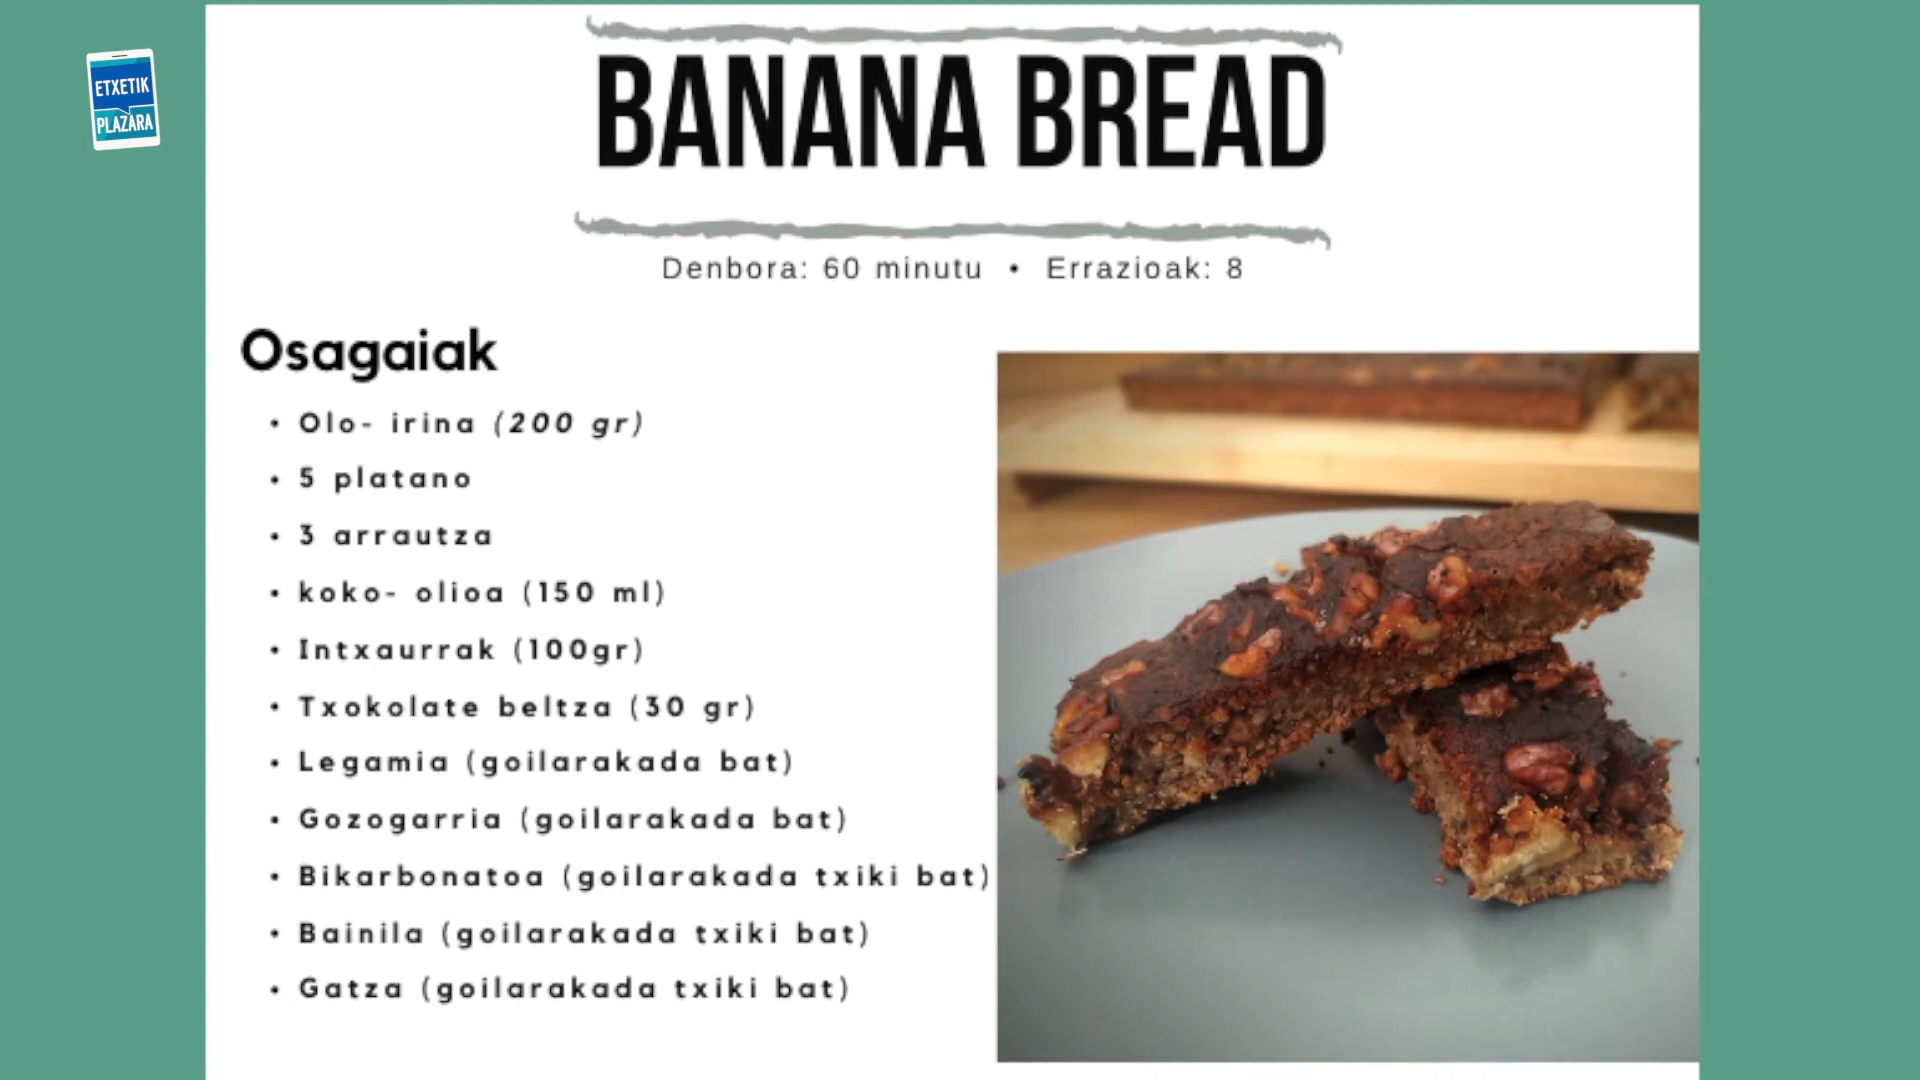 ETXETIK
PLAZARA
BANANA BREAD
Denbora: 60 minutu • Errazioak: 8
Osagaiak
• Olo- irina (200 gr)
• 5 platano
• 3 arrautza
• koko- olioa (150 ml)
• Intxaurrak (100gr)
• Txokolate beltza (30 gr)
• Legamia (goilarakada bat)
• Gozogarria (goilarakada bat)
• Bikarbonatoa (goilarakada txiki bat)
• Bainila (goilarakada txiki bat)
• Gatza (goilarakada txiki bat)